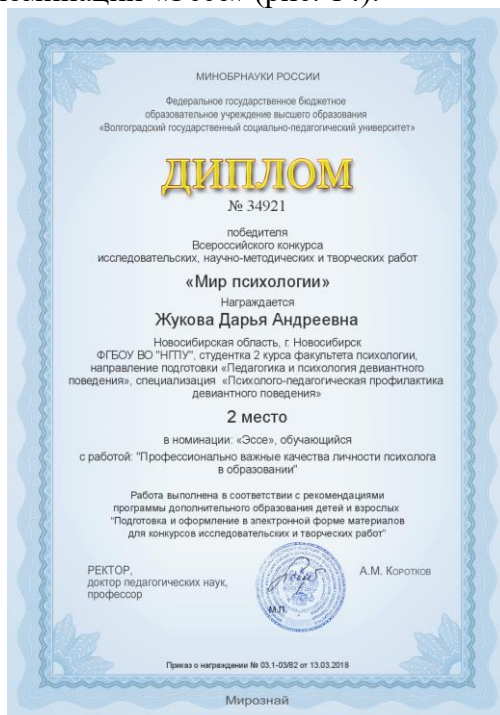 МИНОБРНАУКИ РОССИИ
Федеральное государственное бюджетное
образовательное учреждение высшего образования
«Волгоградский государственный социально-педагогический университет»
ДИПЛОМ
№ 34921
победителя
Всероссийского конкурса
исследовательских, научно-методических и творческих работ
«Мир психологии»
Награждается
Жукова Дарья Андреевна
Новосибирская область, г. Новосибирск
ФГБОУ ВО "НГПУ", студентка 2 курса факультета психологии,
направление подготовки «Педагогика и психология девиантного
поведения», специализация «Психолого-педагогическая профилактика
девиантного поведения»
2 место
в номинации: «Эссе», обучающийся
с работой: "Профессионально важные качества личности психолога
в образовании"
Работа выполнена в соответствии с рекомендациями
программы дополнительного образования детей и взрослых
"Подготовка и оформление в электронной форме материалов
для конкурсов исследовательских и творческих работ"
РЕКТОР,
доктор педагогических наук,
профессор
М.П.
А.М. Коротков
Приказ о награждении № 03.1-03/82 от 13.03.2018
Мирознай